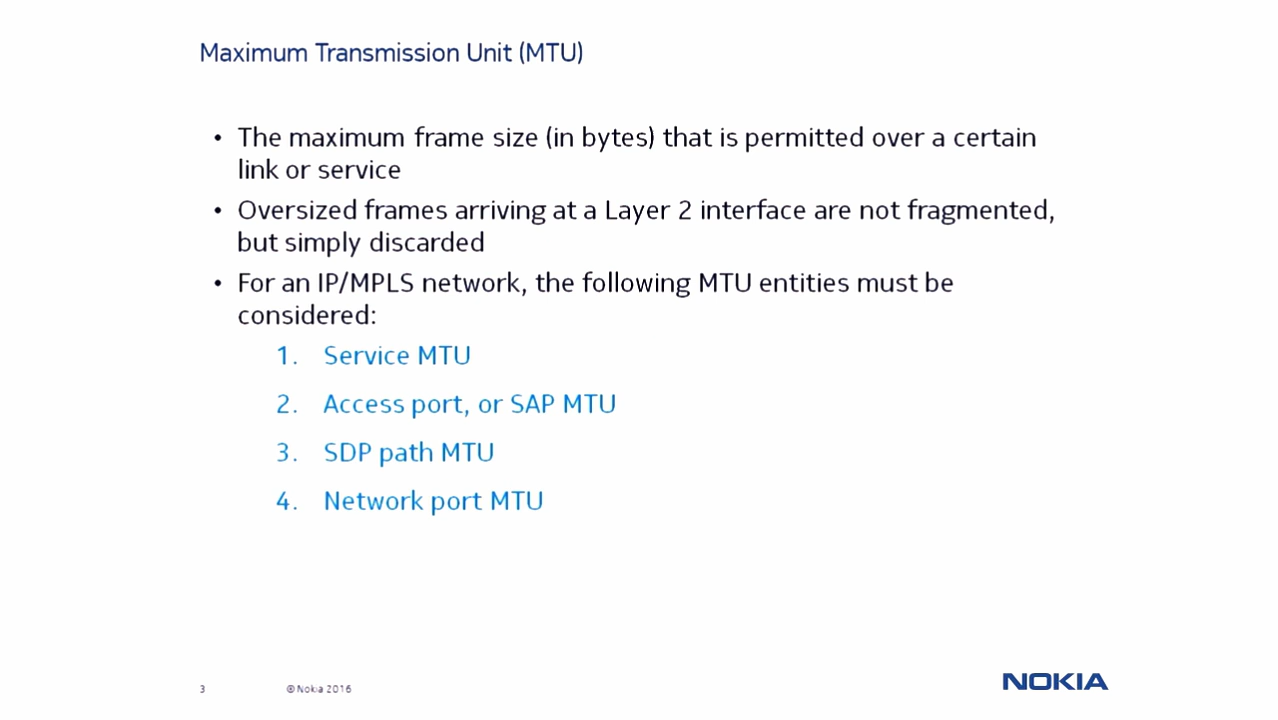 Maximum Transmission Unit (MTU)
• The maximum frame size (in bytes) that is permitted over a certain
link or service
• Oversized frames arriving at a Layer 2 interface are not fragmented,
but simply discarded
• For an IP/MPLS network, the following MTU entities must be
considered:
1. Service MTU
2. Access port, or SAP MTU
3. SDP path MTU
4. Network port MTU
3 © Nokia 2016
NOKIA